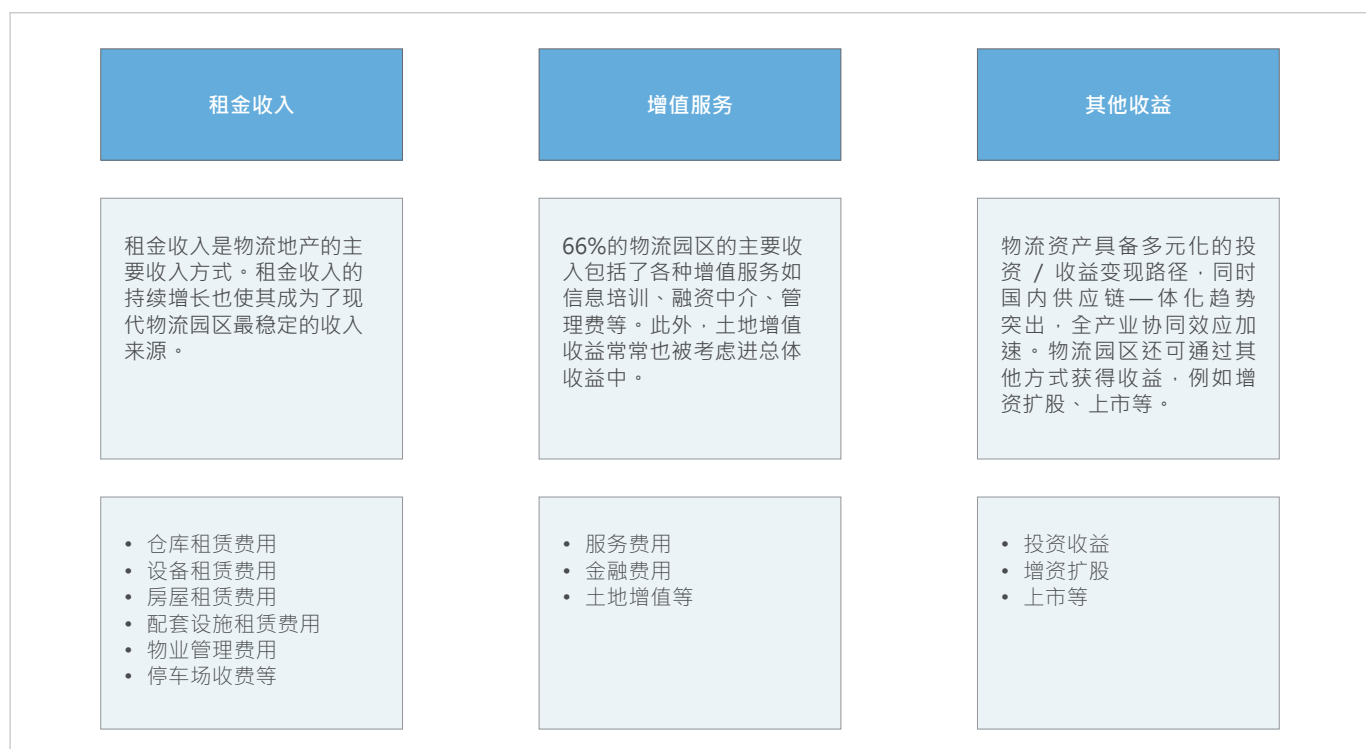 租金收入
增值服务
其他收益
租金收入是物流地产的主
要收入方式。租金收入的
持续增长也使其成为了现
代物流园区最稳定的收入
来源。
66%的物流园区的主要收
入包括了各种增值服务如
信息培训、融资中介、管
理费等。此外，土地增值
收益常常也被考虑进总体
收益中。
物流资产具备多元化的投
资 / 收益变现路径，同时
国内供应链—体化趋势
突出，全产业协同效应加
速。物流园区还可通过其
他方式获得收益，例如增
资扩股、上市等。
• 仓库租赁费用
• 设备租赁费用
• 房屋租赁费用
• 配套设施租赁费用
• 物业管理费用
• 停车场收费等
• 服务费用
• 金融费用
• 土地增值等
• 投资收益
• 增资扩股
• 上市等